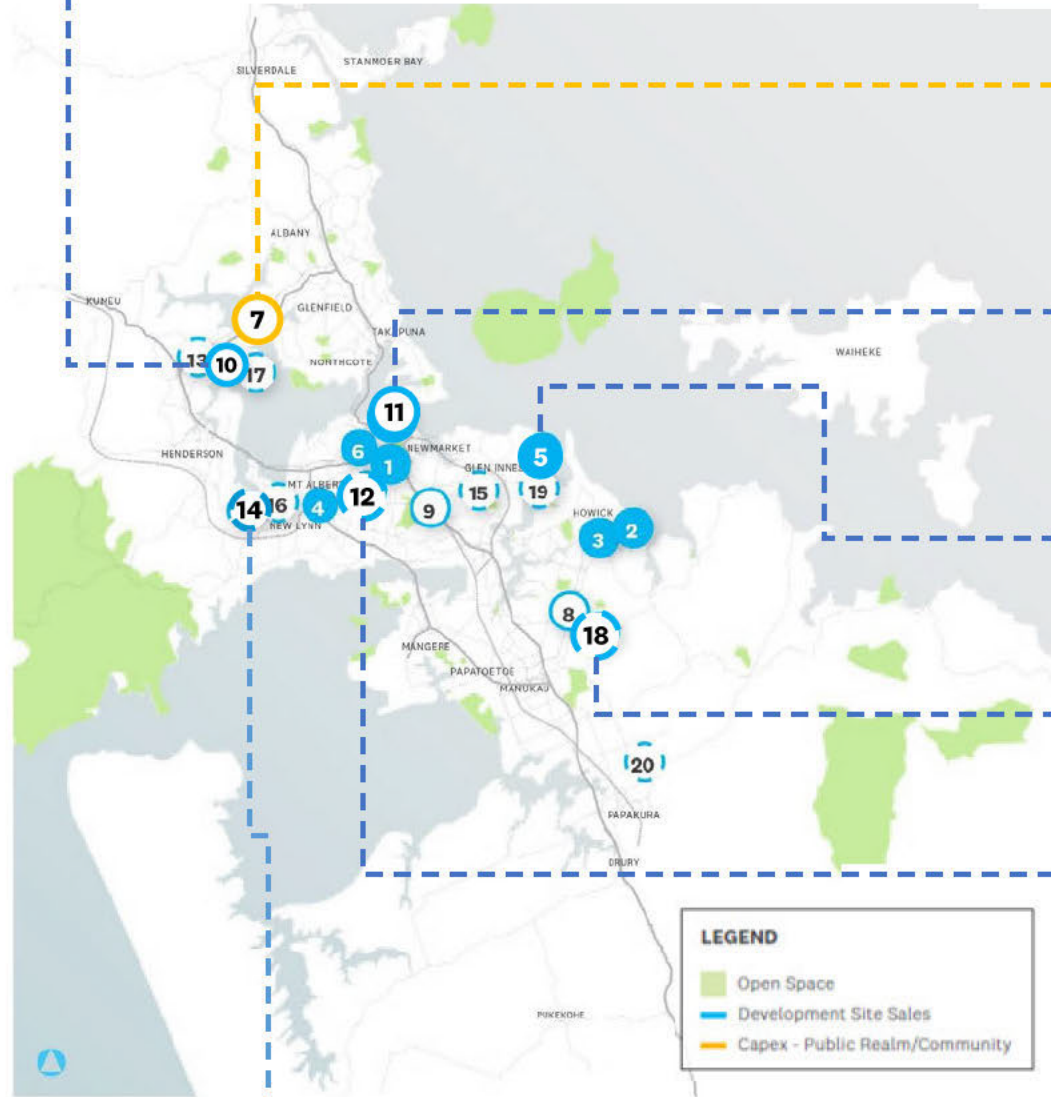 STANMOER BAY
SILVERDALE
ALBANY
KUMEU
GLENFIELD
7
TAKAPUNA
WAIHEKE
13
10
17
NORTHCOTE
11
6
NEWMARKET
HENDERSON
1
5
GLEN INNES
MT ALBERT
12
15
19
14
16
4
9
HOWICK
NEW LYNN
3
2
8
18
MANGERE
PAPATOETOE
MANUKAU
20
PAPAKURA
DRURY
LEGEND
Open Space
Development Site Sales
Capex - Public Realm/Community
PUKEKOHE